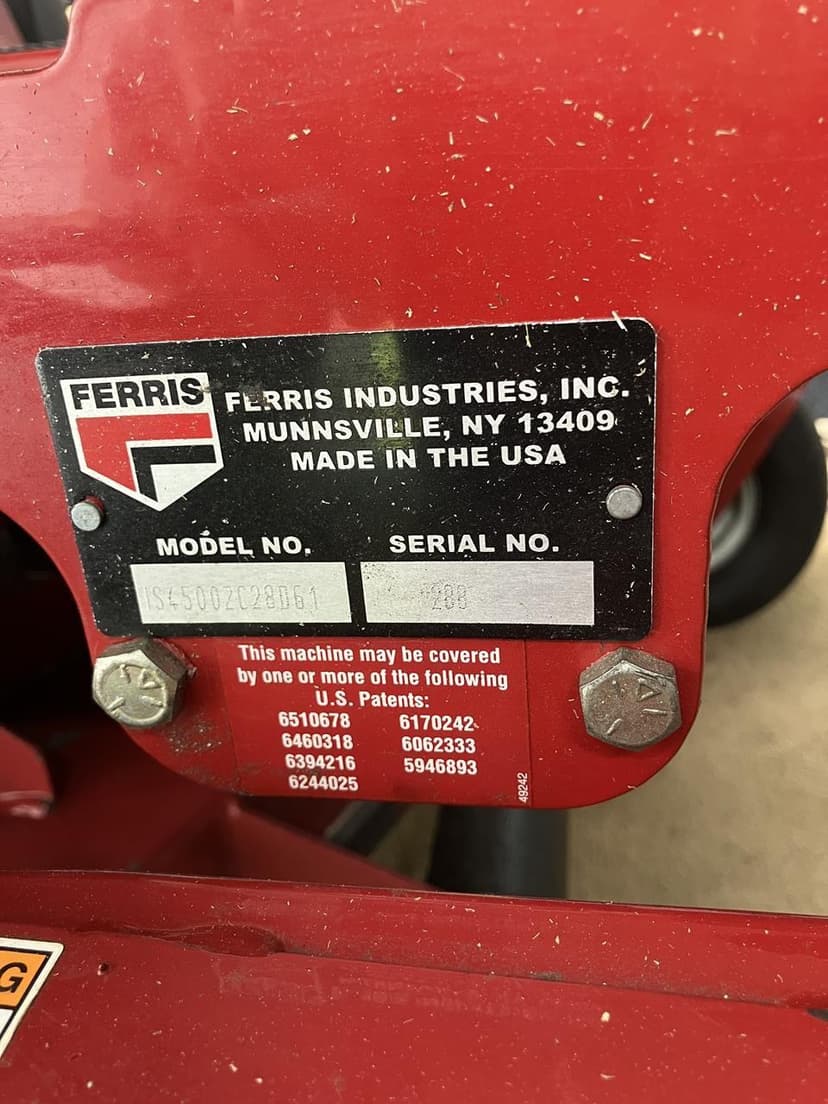 FERRIS
FERRIS INDUSTRIES, INC.
MUNNSVILLE, NY 13409
MADE IN THE USA
MODEL NO.
SERIAL NO.
IS4500ZC28D61
288
This machine may be covered
by one or more of the following
U.S. Patents:
6510678 6170242
6460318 6062333
6394216 5946893
6244025
49242
G